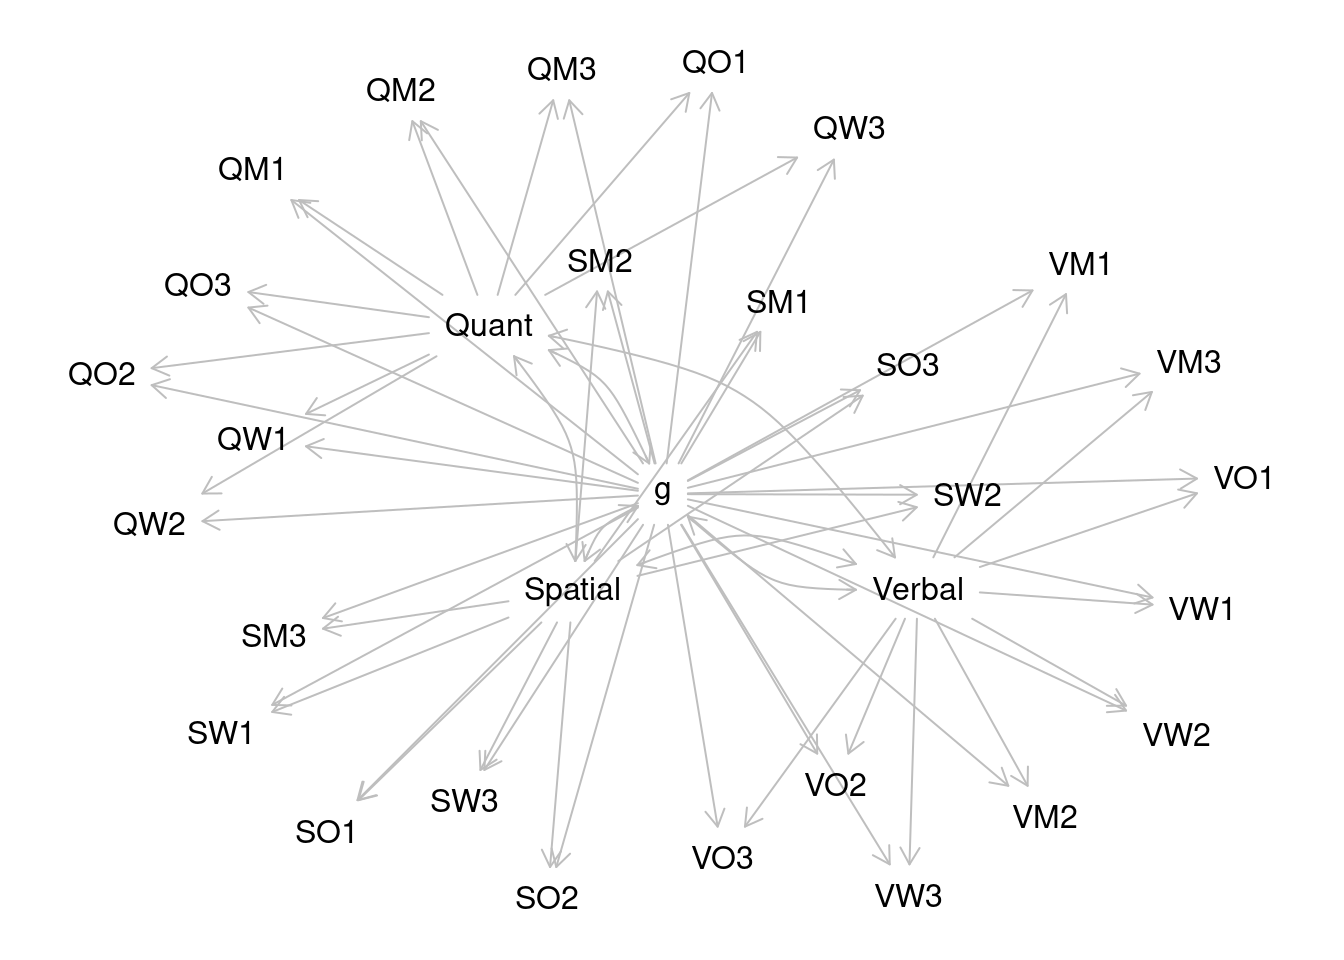 QO1
QM3
QM2
QW3
QM1
SM2
VM1
QO3
SM1
Quant
VM3
SO3
QO2
QW1
VO1
g
SW2
QW2
Spatial
Verbal
VW1
SM3
SW1
VW2
VO2
SW3
VM2
SO1
VO3
VW3
SO2